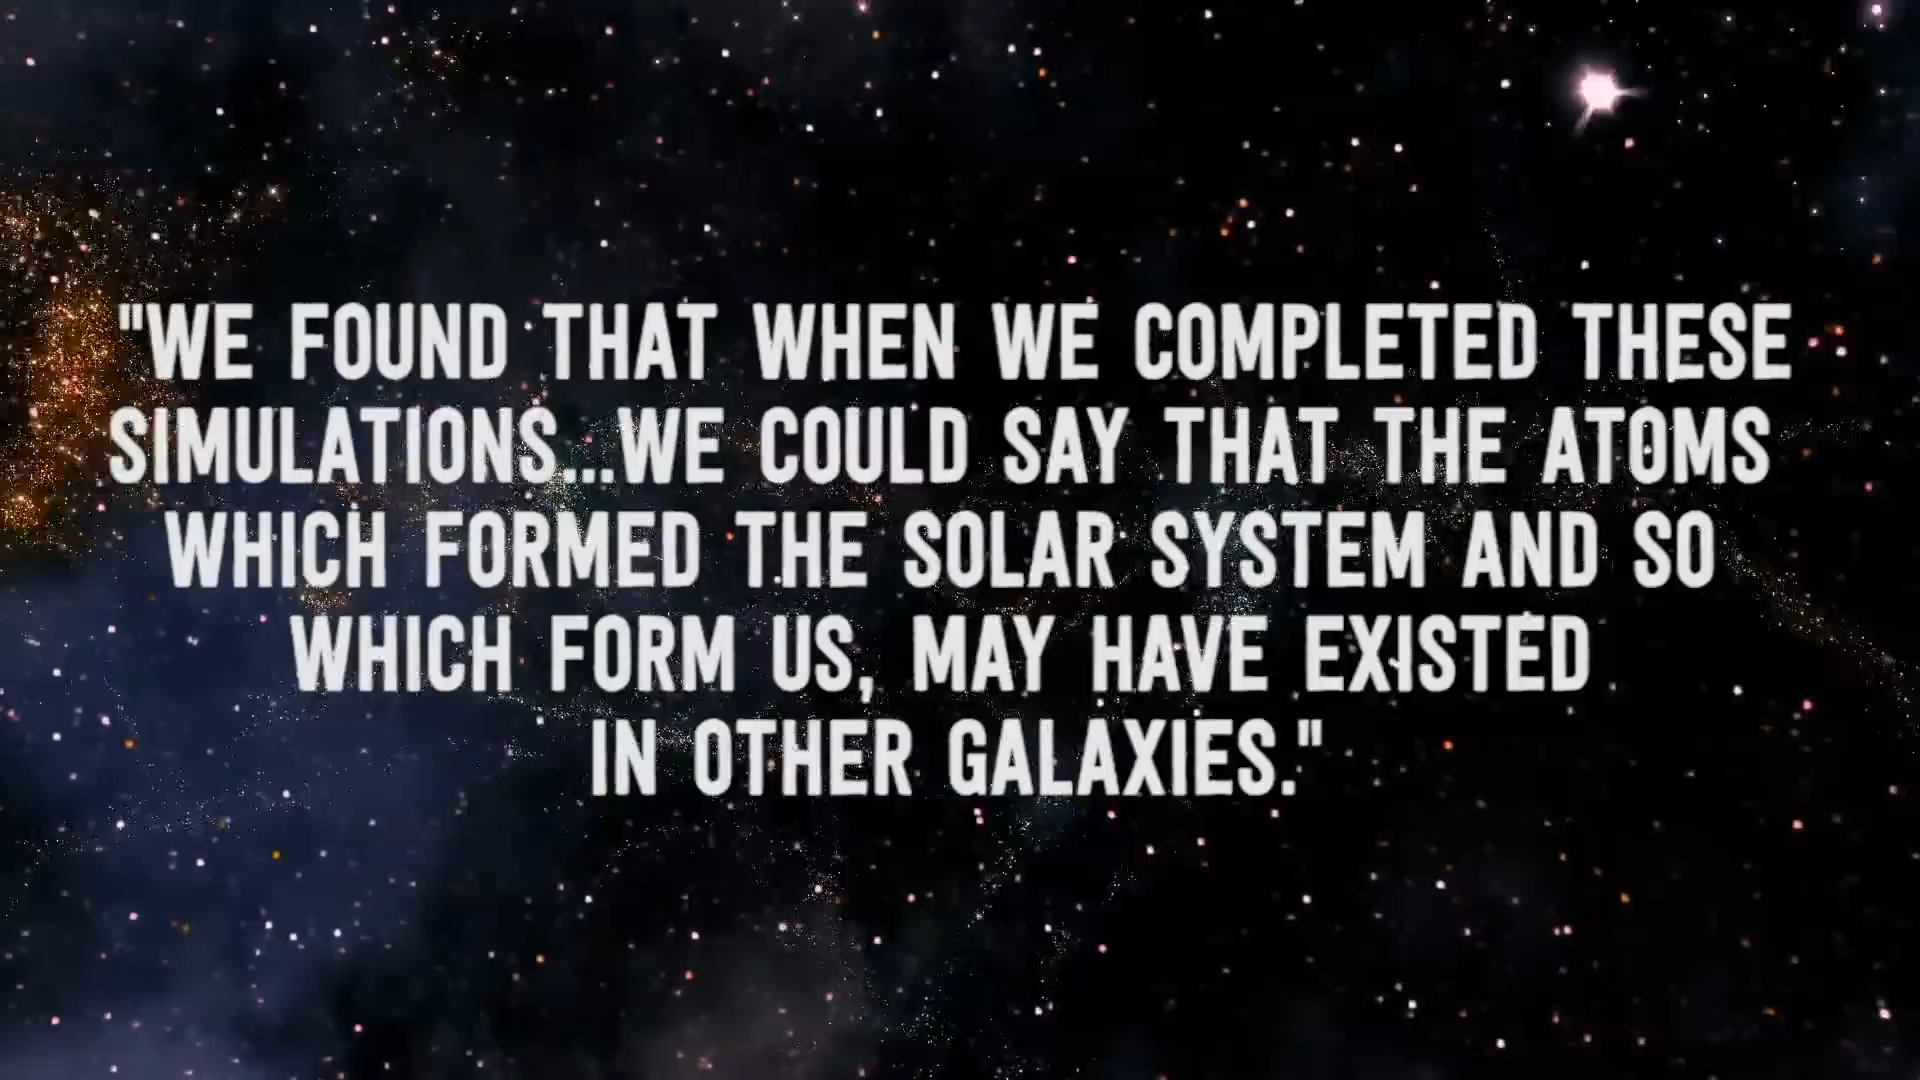 "WE FOUND THAT WHEN WE COMPLETED THESE
SIMULATIONS...WE COULD SAY THAT THE ATOMS
WHICH FORMED THE SOLAR SYSTEM AND SO
WHICH FORM US, MAY HAVE EXISTED
IN OTHER GALAXIES."